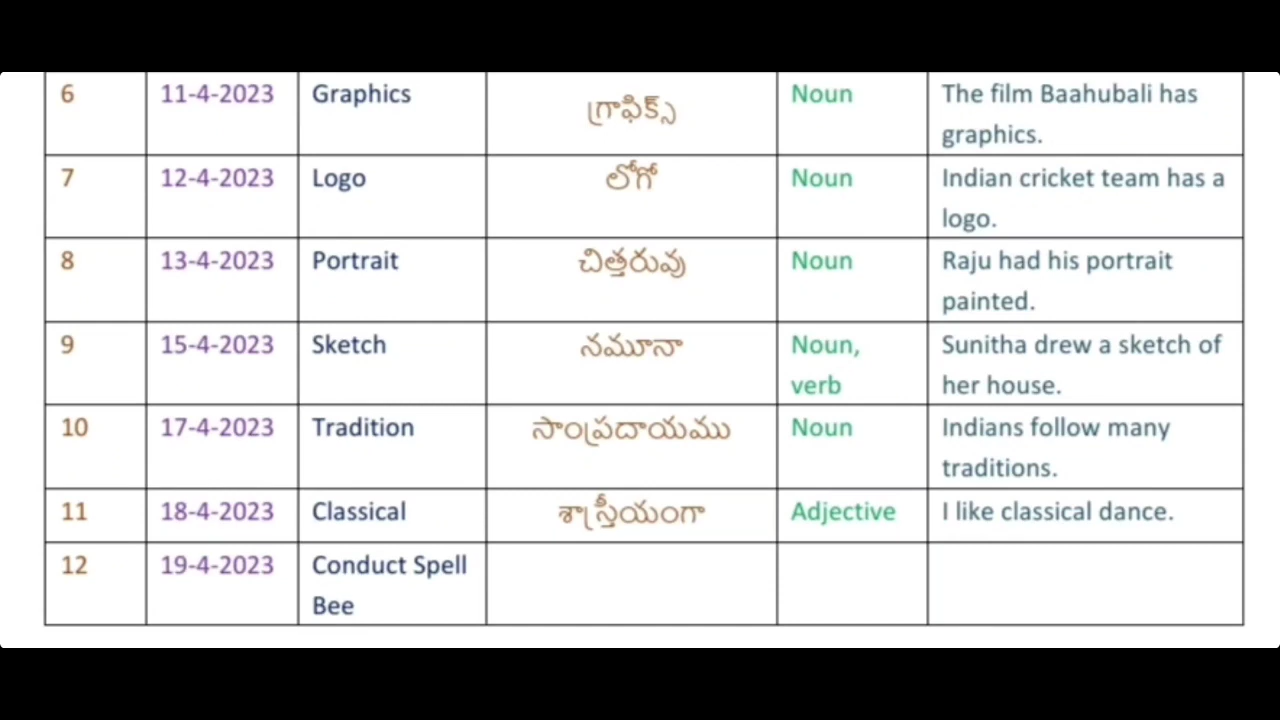 6 11-4-2023 Graphics గ్రాఫిక్స్ Noun The film Baahubali has
graphics.
7 12-4-2023 Logo లోగో Noun Indian cricket team has a
logo.
8 13-4-2023 Portrait చిత్తరువు Noun Raju had his portrait
painted.
9 15-4-2023 Sketch నమూనా Noun, Sunitha drew a sketch of
verb her house.
10 17-4-2023 Tradition సాంప్రదాయము Noun Indians follow many
traditions.
11 18-4-2023 Classical శాస్త్రీయంగా Adjective I like classical dance.
12 19-4-2023 Conduct Spell
Bee